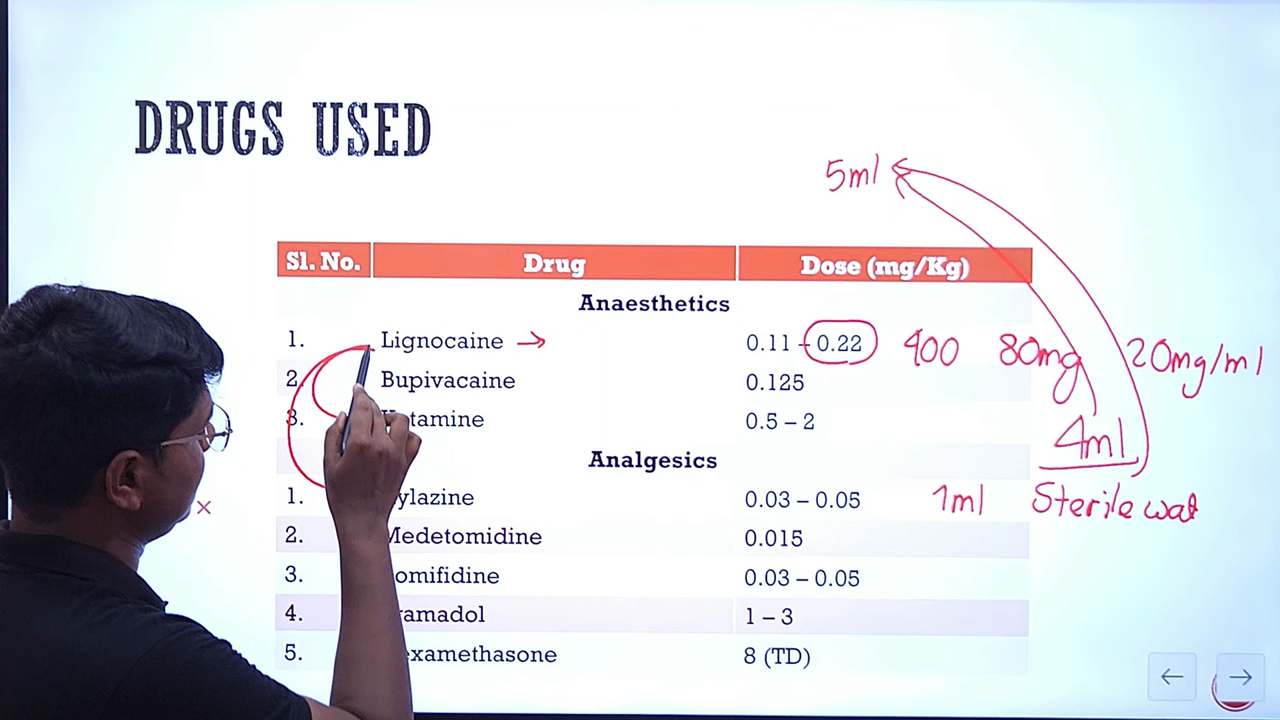 DRUGS USED
5ml
Sl. No. Drug Dose (mg/Kg)
Anaesthetics
1. Lignocaine → 0.11 – 0.22 400 80mg 20mg/ml
2. Bupivacaine 0.125
3. Ketamine 0.5 – 2
4ml
Analgesics
1. ylazine 0.03 – 0.05 1ml Sterile wat
2. Medetomidine 0.015
3. omifidine 0.03 – 0.05
4. amadol 1 – 3
5. examethasone 8 (TD)